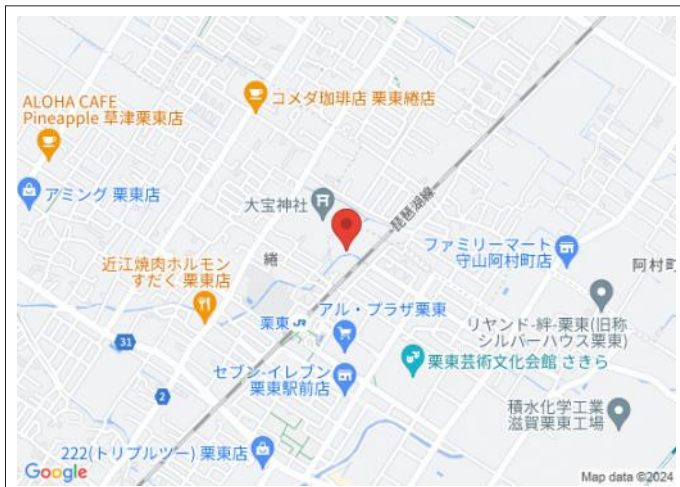 コメダ珈琲店 栗東綣店
ALOHA CAFE
Pineapple 草津栗東店
アミング 栗東店
大宝神社
琵琶湖線
ファミリーマート
守山阿村町店
阿村町
綣
近江焼肉ホルモン
すだく 栗東店
アル・プラザ栗東
栗東 JR
リヤンド-絆-栗東(旧称
シルバーハウス栗東)
31
栗東芸術文化会館 さきら
セブン-イレブン
栗東駅前店
2
積水化学工業
滋賀栗東工場
222(トリプルツー) 栗東店
Google
Map data ©2024